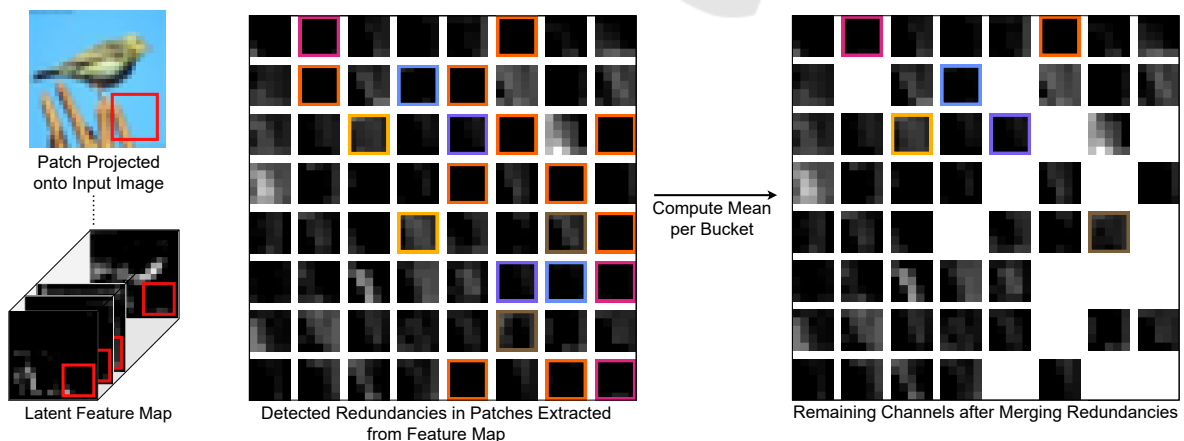 Patch Projected
onto Input Image
Latent Feature Map
Detected Redundancies in Patches Extracted
from Feature Map
Compute Mean
per Bucket
Remaining Channels after Merging Redundancies